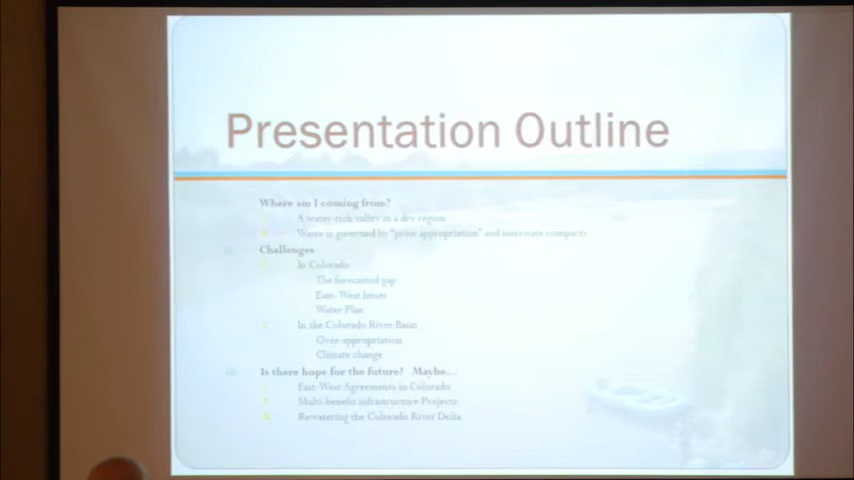 Presentation Outline
Where am I coming from?
A water-rich valley in a dry region
Water is governed by "prior appropriation" and interstate compacts
Challenges
In Colorado
The forecasted gap
East-West Issues
Water Plan
In the Colorado River Basin
Over-appropriation
Climate change
Is there hope for the future? Maybe....
East-West Agreements in Colorado
Multi-benefit infrastructure Projects
Rewatering the Colorado River Delta